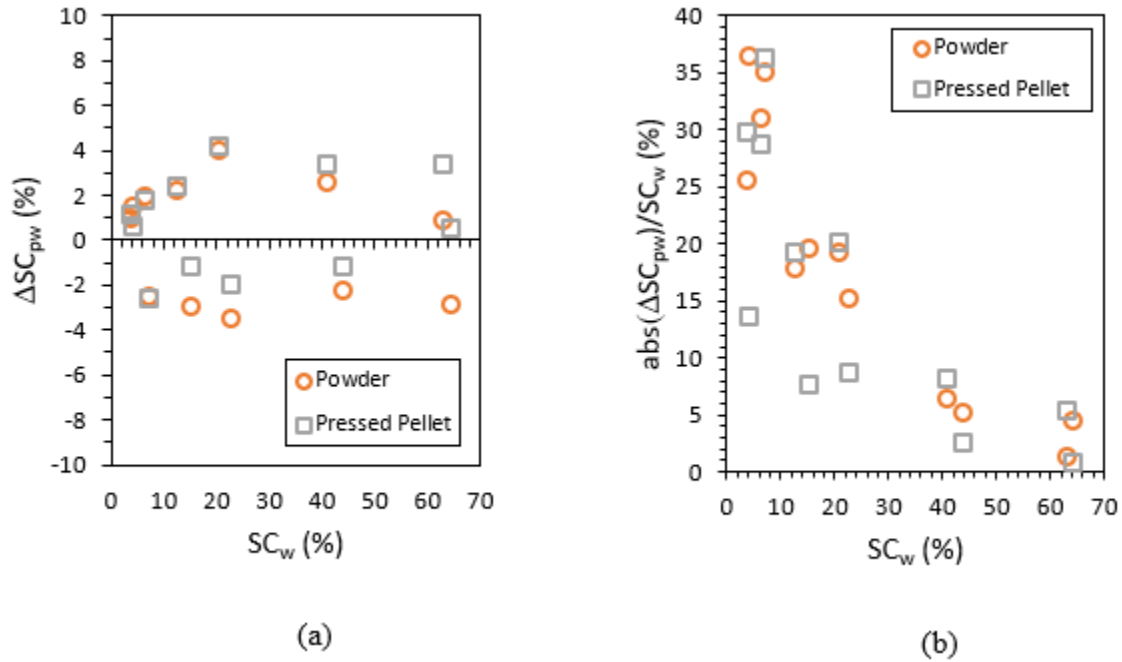 10
8
6
4
2
0
-2
-4
-6
-8
-10
ΔSCpw (%)
Powder
Pressed Pellet
0 10 20 30 40 50 60 70
SCw (%)
(a)
40
35
30
25
20
15
10
5
0
abs(ΔSCpw)/SCw (%)
Powder
Pressed Pellet
0 10 20 30 40 50 60 70
SCw (%)
(b)